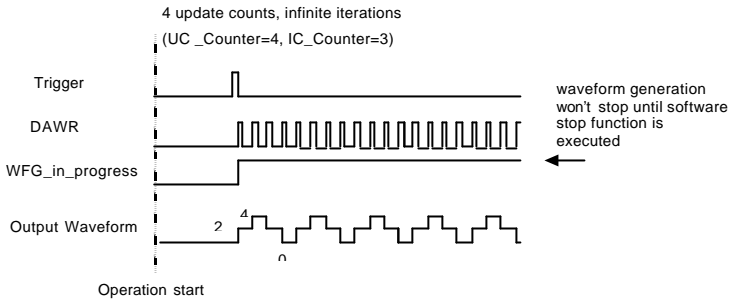 4 update counts, infinite iterations
(UC _Counter=4, IC_Counter=3)
Trigger
waveform generation
won't stop until software
stop function is
executed
DAWR
WFG_in_progress
Output Waveform
2
4
0
Operation start